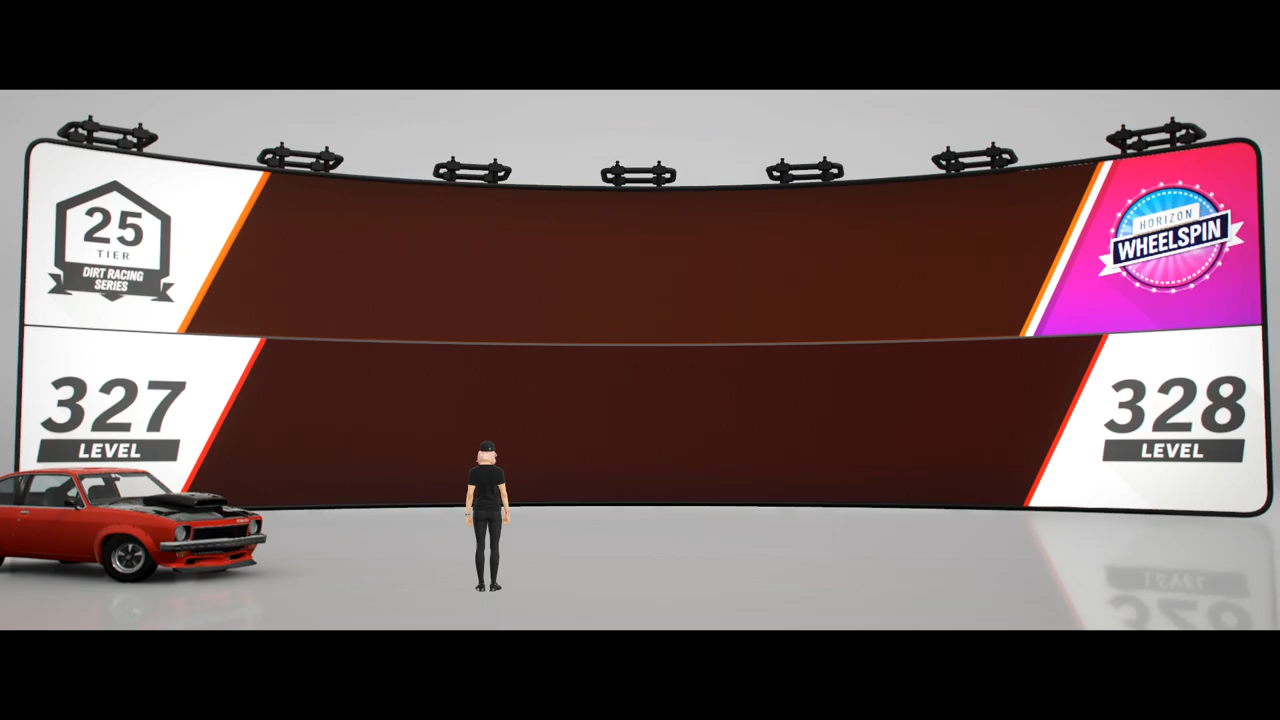 25
TIER
DIRT RACING
SERIES
HORIZON
WHEELSPIN
327
LEVEL
328
LEVEL